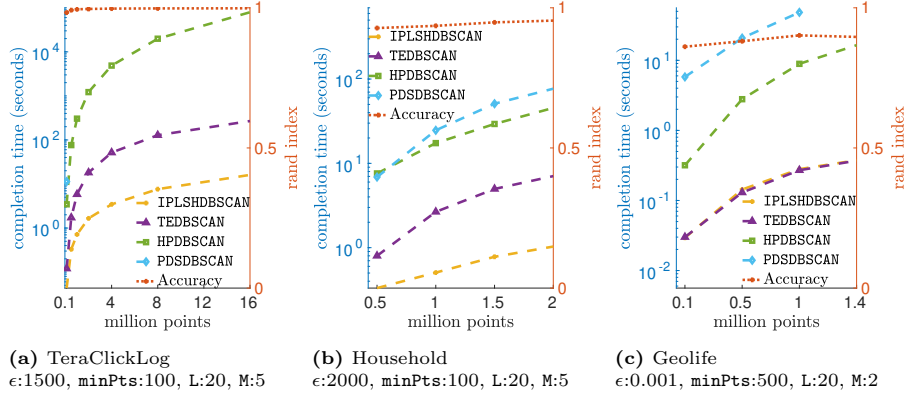 completion time (seconds)
10^4
10^2
10^0
0.1 4 8 12 16
million points
1
0.5
0
rand index
IPLSHDBSCAN
TEDBSCAN
HPDBSCAN
PDSDBSCAN
Accuracy
(a) TeraClickLog
ϵ:1500, minPts:100, L:20, M:5
completion time (seconds)
10^2
10^1
10^0
0.5 1 1.5 2
million points
1
0.5
0
rand index
IPLSHDBSCAN
TEDBSCAN
HPDBSCAN
PDSDBSCAN
Accuracy
(b) Household
ϵ:2000, minPts:100, L:20, M:5
completion time (seconds)
10^1
10^0
10^-1
10^-2
0.1 0.5 1 1.4
million points
1
0.5
0
rand index
IPLSHDBSCAN
TEDBSCAN
HPDBSCAN
PDSDBSCAN
Accuracy
(c) Geolife
ϵ:0.001, minPts:500, L:20, M:2